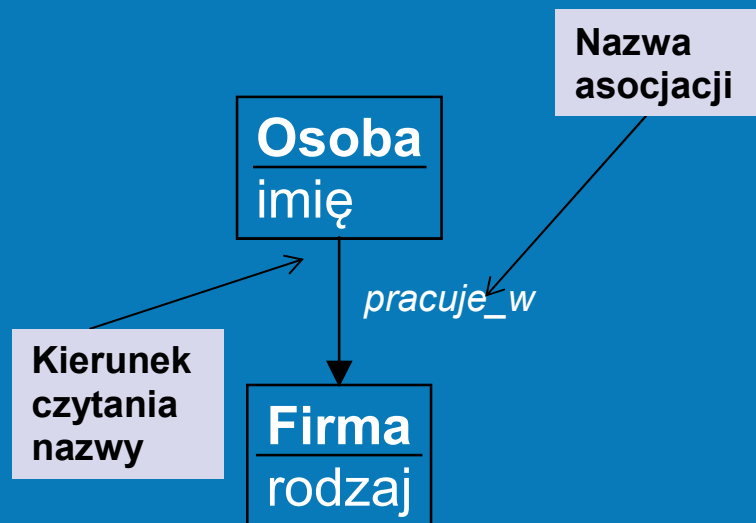 Nazwa
asocjacji
Osoba
imię
pracuje_w
Kierunek
czytania
nazwy
Firma
rodzaj